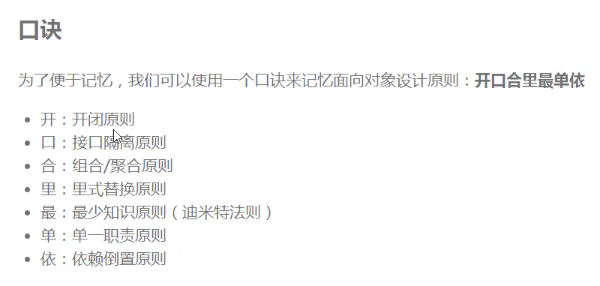 口诀
为了便于记忆，我们可以使用一个口诀来记忆面向对象设计原则：开口合里最单依
• 开：开闭原则
• 口：接口隔离原则
• 合：组合/聚合原则
• 里：里式替换原则
• 最：最少知识原则（迪米特法则）
• 单：单一职责原则
• 依：依赖倒置原则